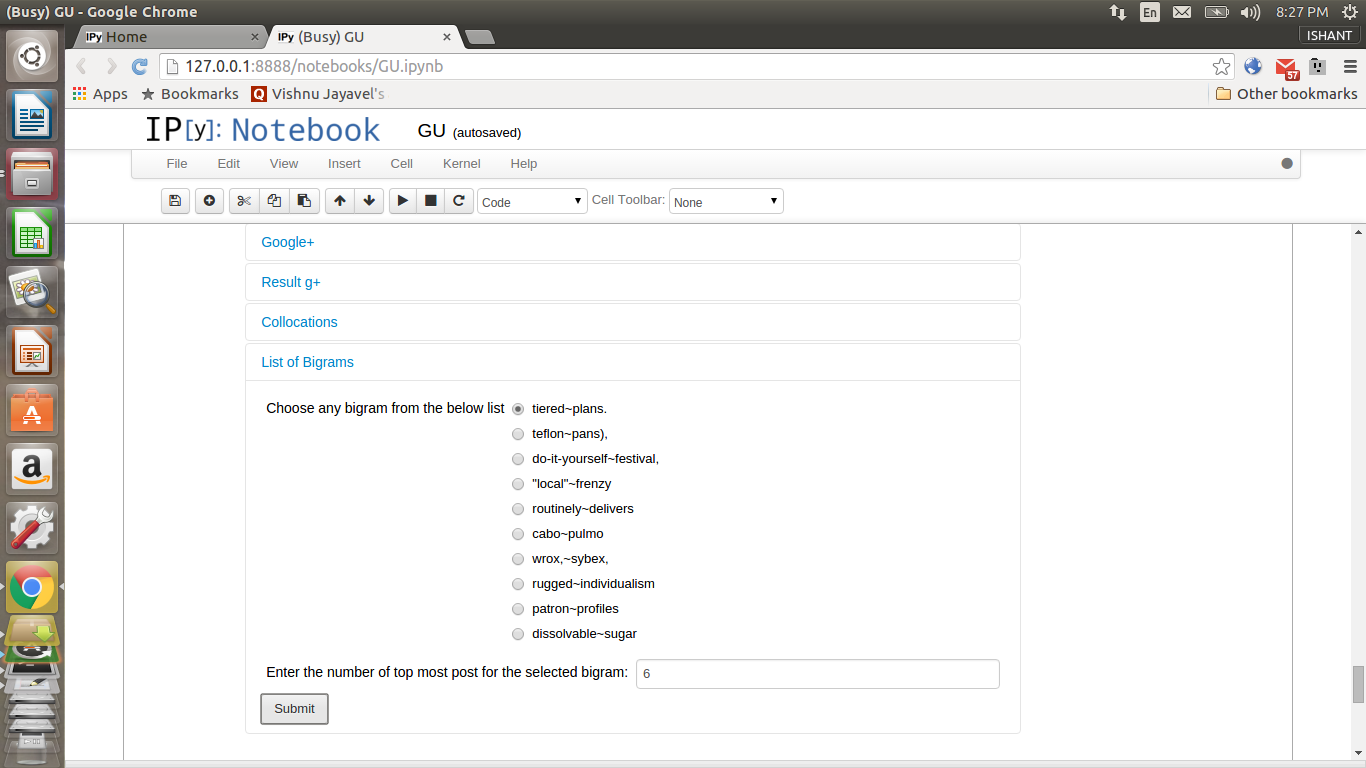 (Busy) GU - Google Chrome En 8:27 PM
IPy Home × IPy (Busy) GU × ISHANT
127.0.0.1:8888/notebooks/GU.ipynb 57
Apps Bookmarks Q Vishnu Jayavel's Other bookmarks
IP[y]: Notebook GU (autosaved)
File Edit View Insert Cell Kernel Help
Code Cell Toolbar: None
Google+
Result g+
Collocations
List of Bigrams
Choose any bigram from the below list tiered~plans.
teflon~pans),
do-it-yourself~festival,
"local"~frenzy
routinely~delivers
cabo~pulmo
wrox,~sybex,
rugged~individualism
patron~profiles
dissolvable~sugar
Enter the number of top most post for the selected bigram: 6
Submit